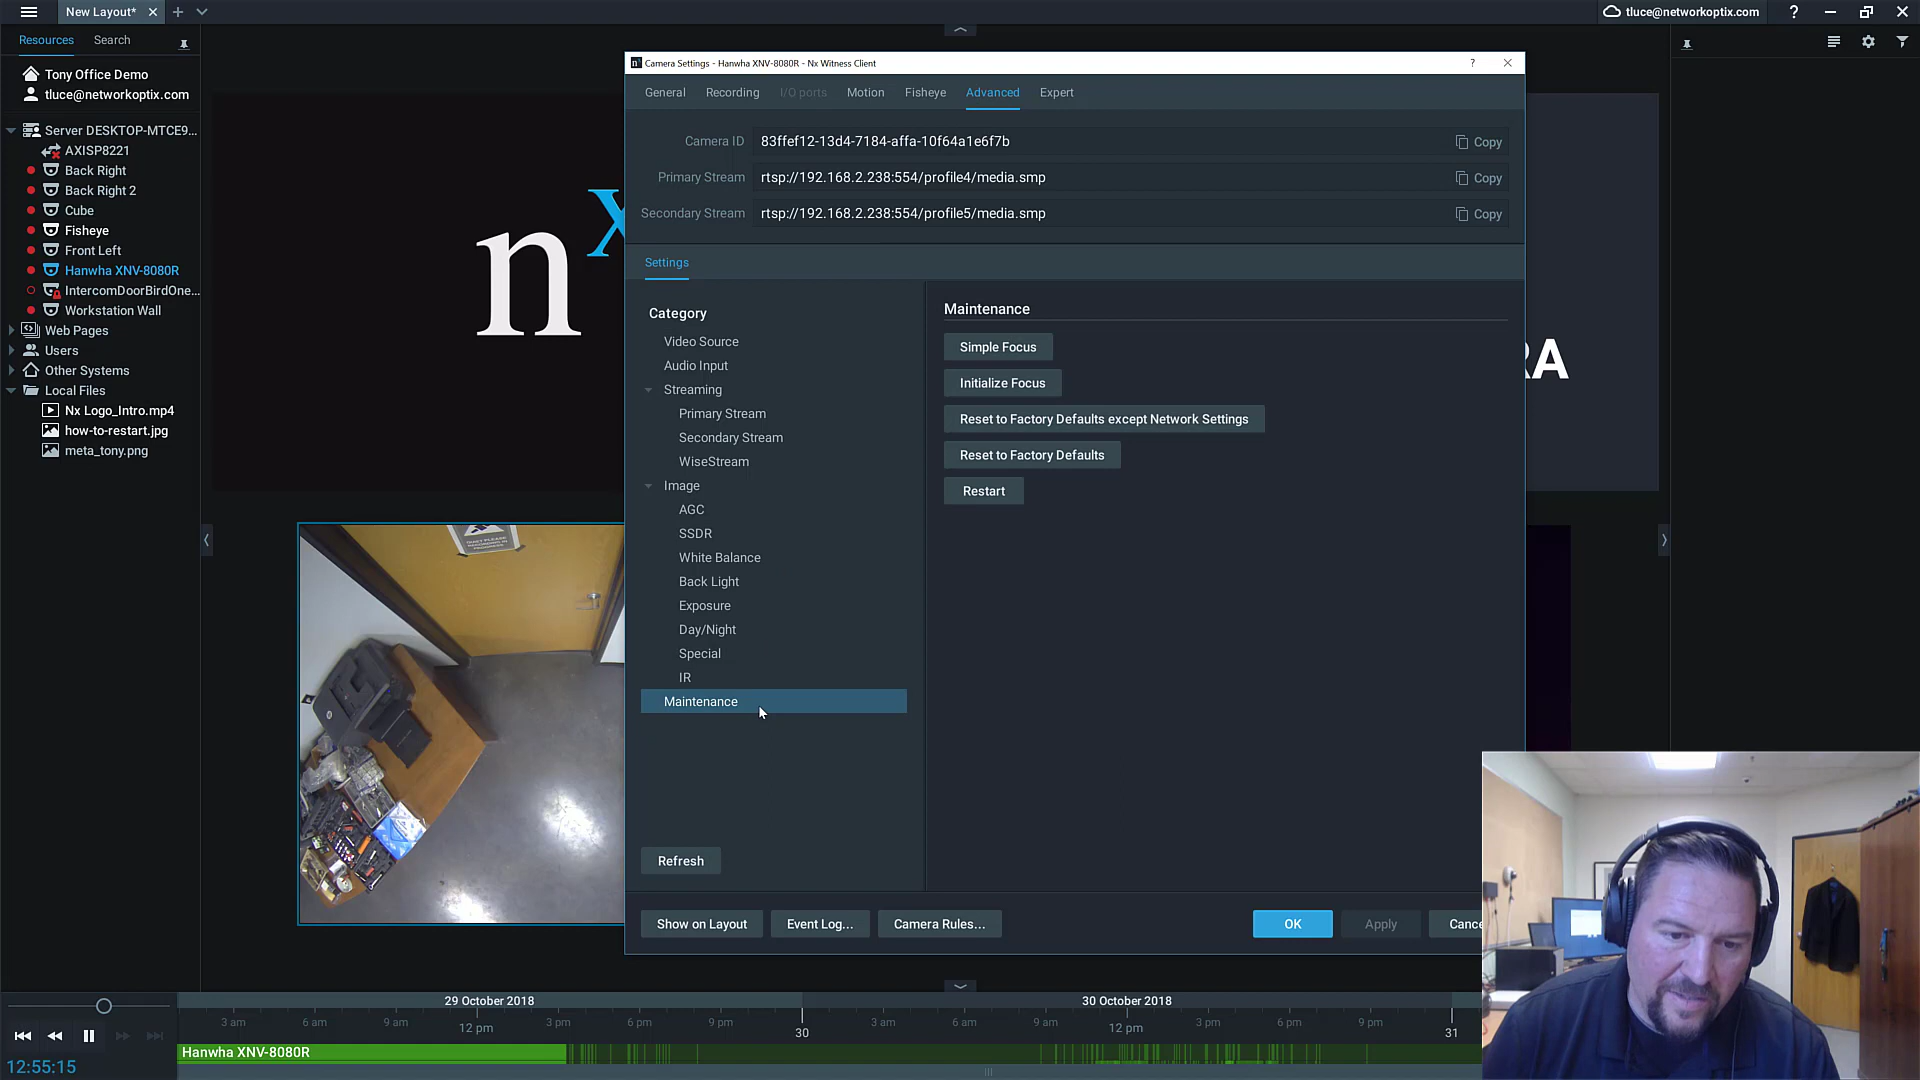 New Layout*
tluce@networkoptix.com
?
Resources
Search
Tony Office Demo
tluce@networkoptix.com
Server DESKTOP-MTCE9...
AXISP8221
Back Right
Back Right 2
Cube
Fisheye
Front Left
Hanwha XNV-8080R
IntercomDoorBirdOne...
Workstation Wall
Web Pages
Users
Other Systems
Local Files
Nx Logo_Intro.mp4
how-to-restart.jpg
meta_tony.png
nx
RA
Camera Settings - Hanwha XNV-8080R - Nx Witness Client
?
General
Recording
I/O ports
Motion
Fisheye
Advanced
Expert
Camera ID
83ffef12-13d4-7184-affa-10f64a1e6f7b
Copy
Primary Stream
rtsp://192.168.2.238:554/profile4/media.smp
Copy
Secondary Stream
rtsp://192.168.2.238:554/profile5/media.smp
Copy
Settings
Category
Video Source
Audio Input
Streaming
Primary Stream
Secondary Stream
WiseStream
Image
AGC
SSDR
White Balance
Back Light
Exposure
Day/Night
Special
IR
Maintenance
Maintenance
Simple Focus
Initialize Focus
Reset to Factory Defaults except Network Settings
Reset to Factory Defaults
Restart
Refresh
Show on Layout
Event Log...
Camera Rules...
OK
Apply
Cance
29 October 2018
30 October 2018
3 am 6 am 9 am 12 pm 3 pm 6 pm 9 pm 30 3 am 6 am 9 am 12 pm 3 pm 6 pm 9 pm 31
Hanwha XNV-8080R
12:55:15